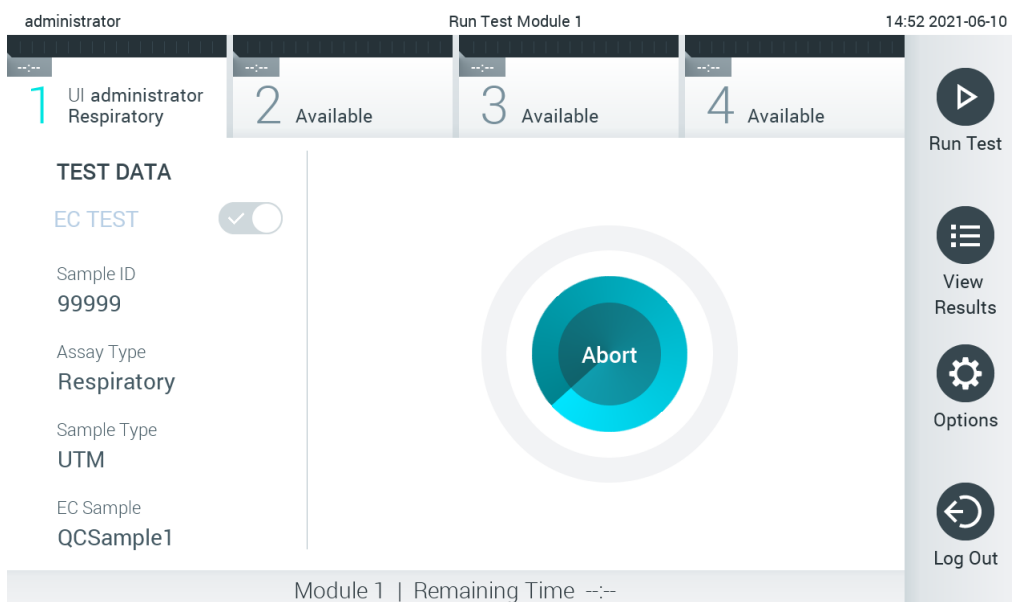 administrator
Run Test Module 1
14:52 2021-06-10
--:--
--:--
--:--
--:--
1
UI administrator
Respiratory
2
Available
3
Available
4
Available
Run Test
TEST DATA
EC TEST
Sample ID
99999
Assay Type
Respiratory
Sample Type
UTM
EC Sample
QCSample1
Abort
View
Results
Options
Log Out
Module 1 | Remaining Time --:--